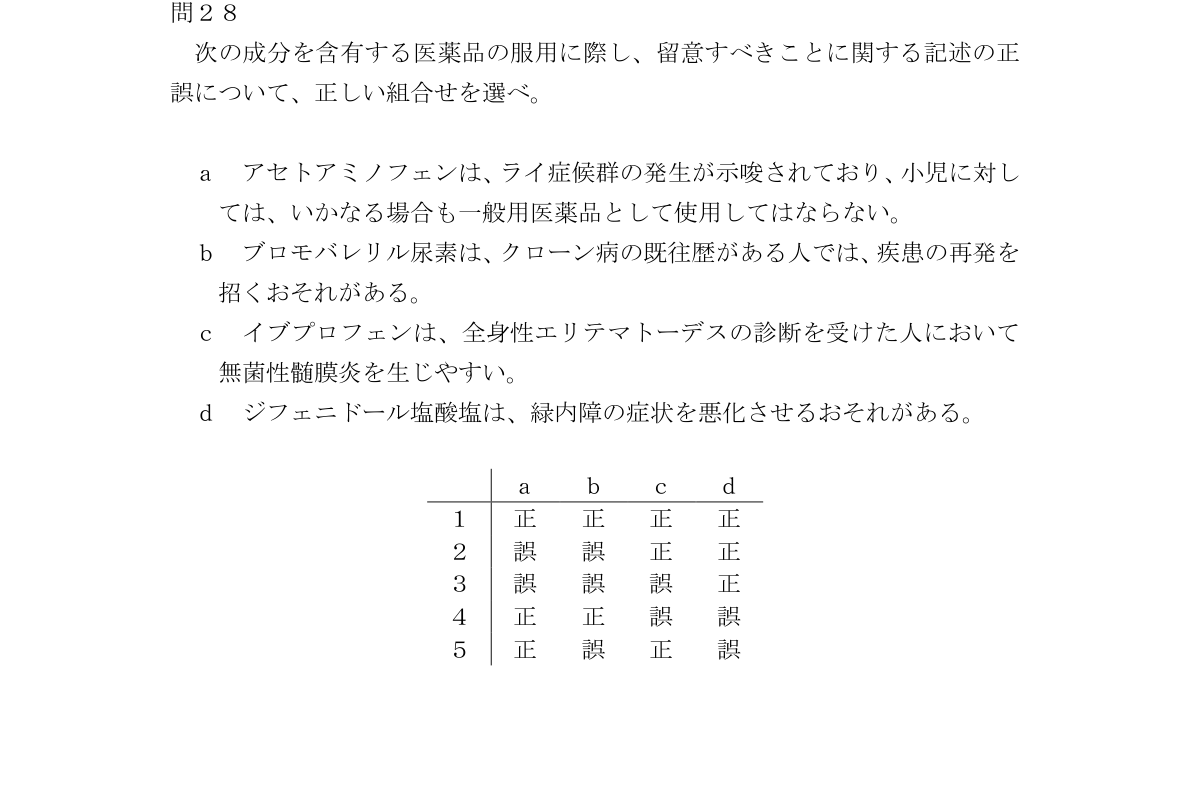 問２８
次の成分を含有する医薬品の服用に際し、留意すべきことに関する記述の正
誤について、正しい組合せを選べ。
a　アセトアミノフェンは、ライ症候群の発生が示唆されており、小児に対し
ては、いかなる場合も一般用医薬品として使用してはならない。
b　ブロモバレリル尿素は、クローン病の既往歴がある人では、疾患の再発を
招くおそれがある。
c　イブプロフェンは、全身性エリテマトーデスの診断を受けた人において
無菌性髄膜炎を生じやすい。
d　ジフェニドール塩酸塩は、緑内障の症状を悪化させるおそれがある。
a b c d
1 正 正 正 正
2 誤 誤 正 正
3 誤 誤 誤 正
4 正 正 誤 誤
5 正 誤 正 誤